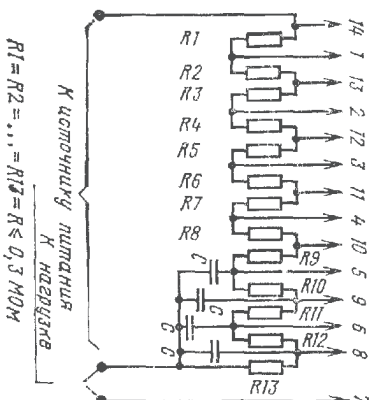 R1
R2
R3
R4
R5
R6
R7
R8
R9
R10
R11
R12
R13
C
C
C
C
14
1
13
2
12
3
11
4
10
5
9
6
8
К источнику питания
К нагрузке
R1=R2=...=R13=R≤0,3 МОм